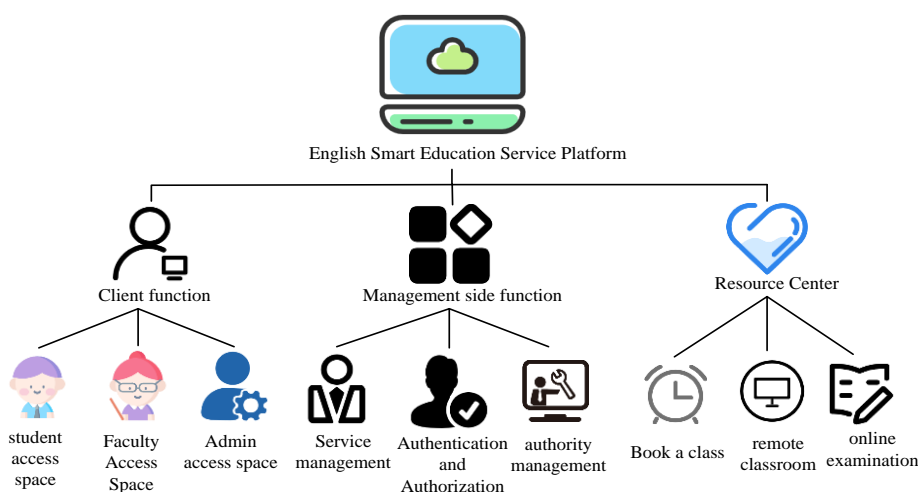 English Smart Education Service Platform
Client function
Management side function
Resource Center
student
access
space
Faculty
Access
Space
Admin
access space
Service
management
Authentication
and
Authorization
authority
management
Book a class
remote
classroom
online
examination